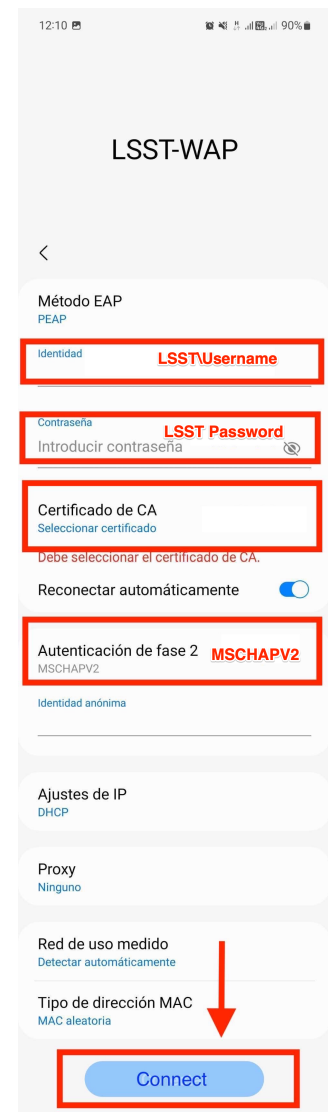 12:10 90%
LSST-WAP
Método EAP
PEAP
Identidad LSST\Username
Contraseña
Introducir contraseña LSST Password
Certificado de CA
Seleccionar certificado
Debe seleccionar el certificado de CA.
Reconectar automáticamente
Autenticación de fase 2 MSCHAPV2
MSCHAPV2
Identidad anónima
Ajustes de IP
DHCP
Proxy
Ninguno
Red de uso medido
Detectar automáticamente
Tipo de dirección MAC
MAC aleatoria
Connect